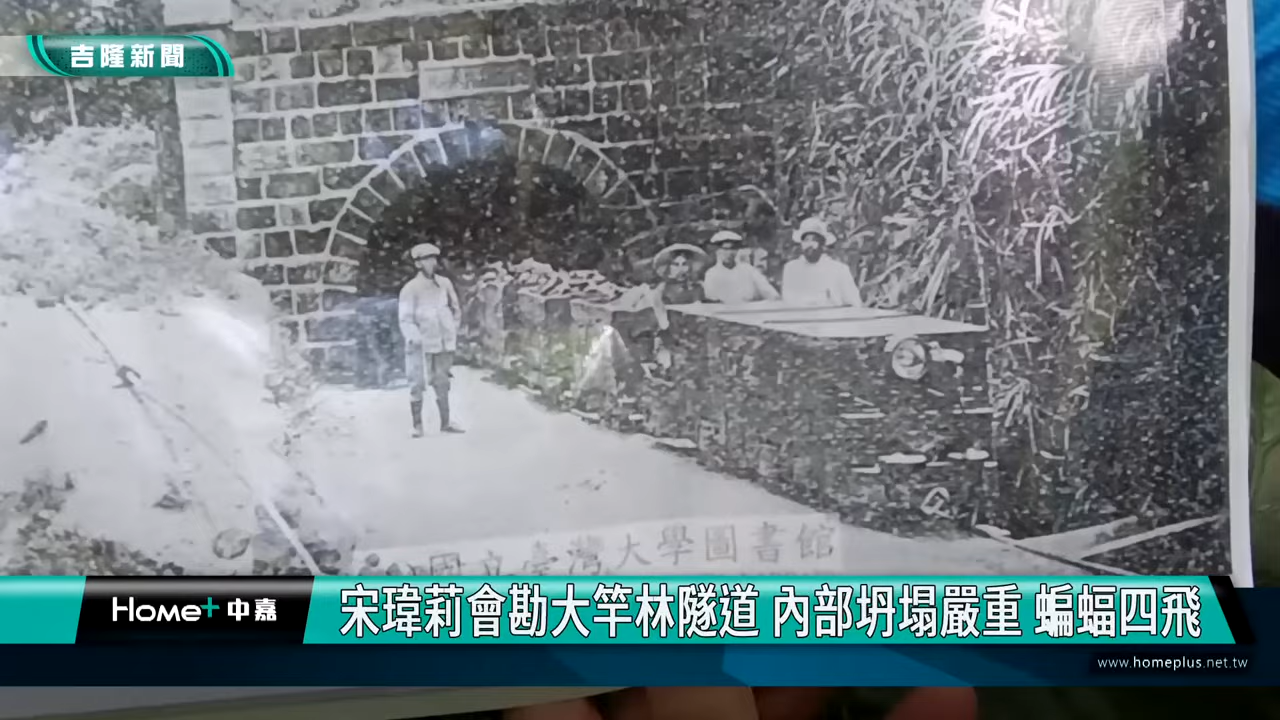 吉隆新聞
國立臺灣大學圖書館
Home+ 中嘉
宋瑋莉會勘大竿林隧道 內部坍塌嚴重 蝙蝠四飛
www.homeplus.net.tw